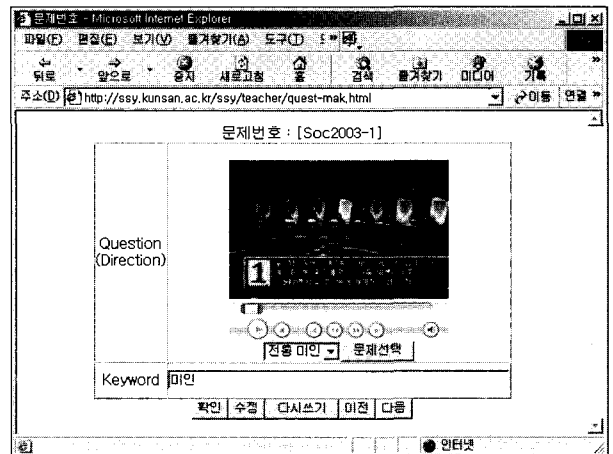 문제번호 - Microsoft Internet Explorer
파일(F) 편집(E) 보기(V) 즐겨찾기(A) 도구(T)
뒤로 앞으로 중지 새로고침 홈 검색 즐겨찾기 미디어 기록
주소(D) http://ssy.kunsan.ac.kr/ssy/teacher/quest-mak.html 이동 연결
문제번호 : [Soc2003-1]
Question
(Direction)
1
전통 미인 문제선택
Keyword 미인
확인 수정 다시쓰기 이전 다음
인터넷